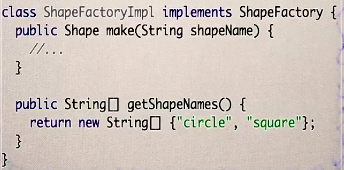 class ShapeFactoryImpl implements ShapeFactory {
public Shape make(String shapeName) {
//...
}
public String[] getShapeNames() {
return new String[] {"circle", "square"};
}
}